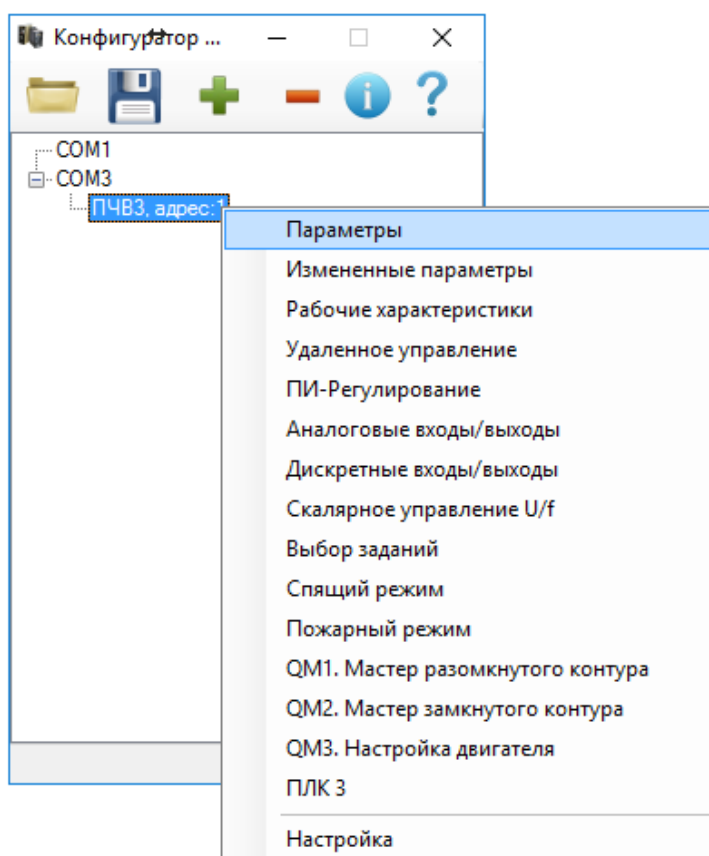 Конфигуратор ...
COM1
COM3
ПЧВ3, адрес:1
Параметры
Измененные параметры
Рабочие характеристики
Удаленное управление
ПИ-Регулирование
Аналоговые входы/выходы
Дискретные входы/выходы
Скалярное управление U/f
Выбор заданий
Спящий режим
Пожарный режим
QM1. Мастер разомкнутого контура
QM2. Мастер замкнутого контура
QM3. Настройка двигателя
ПЛК 3
Настройка